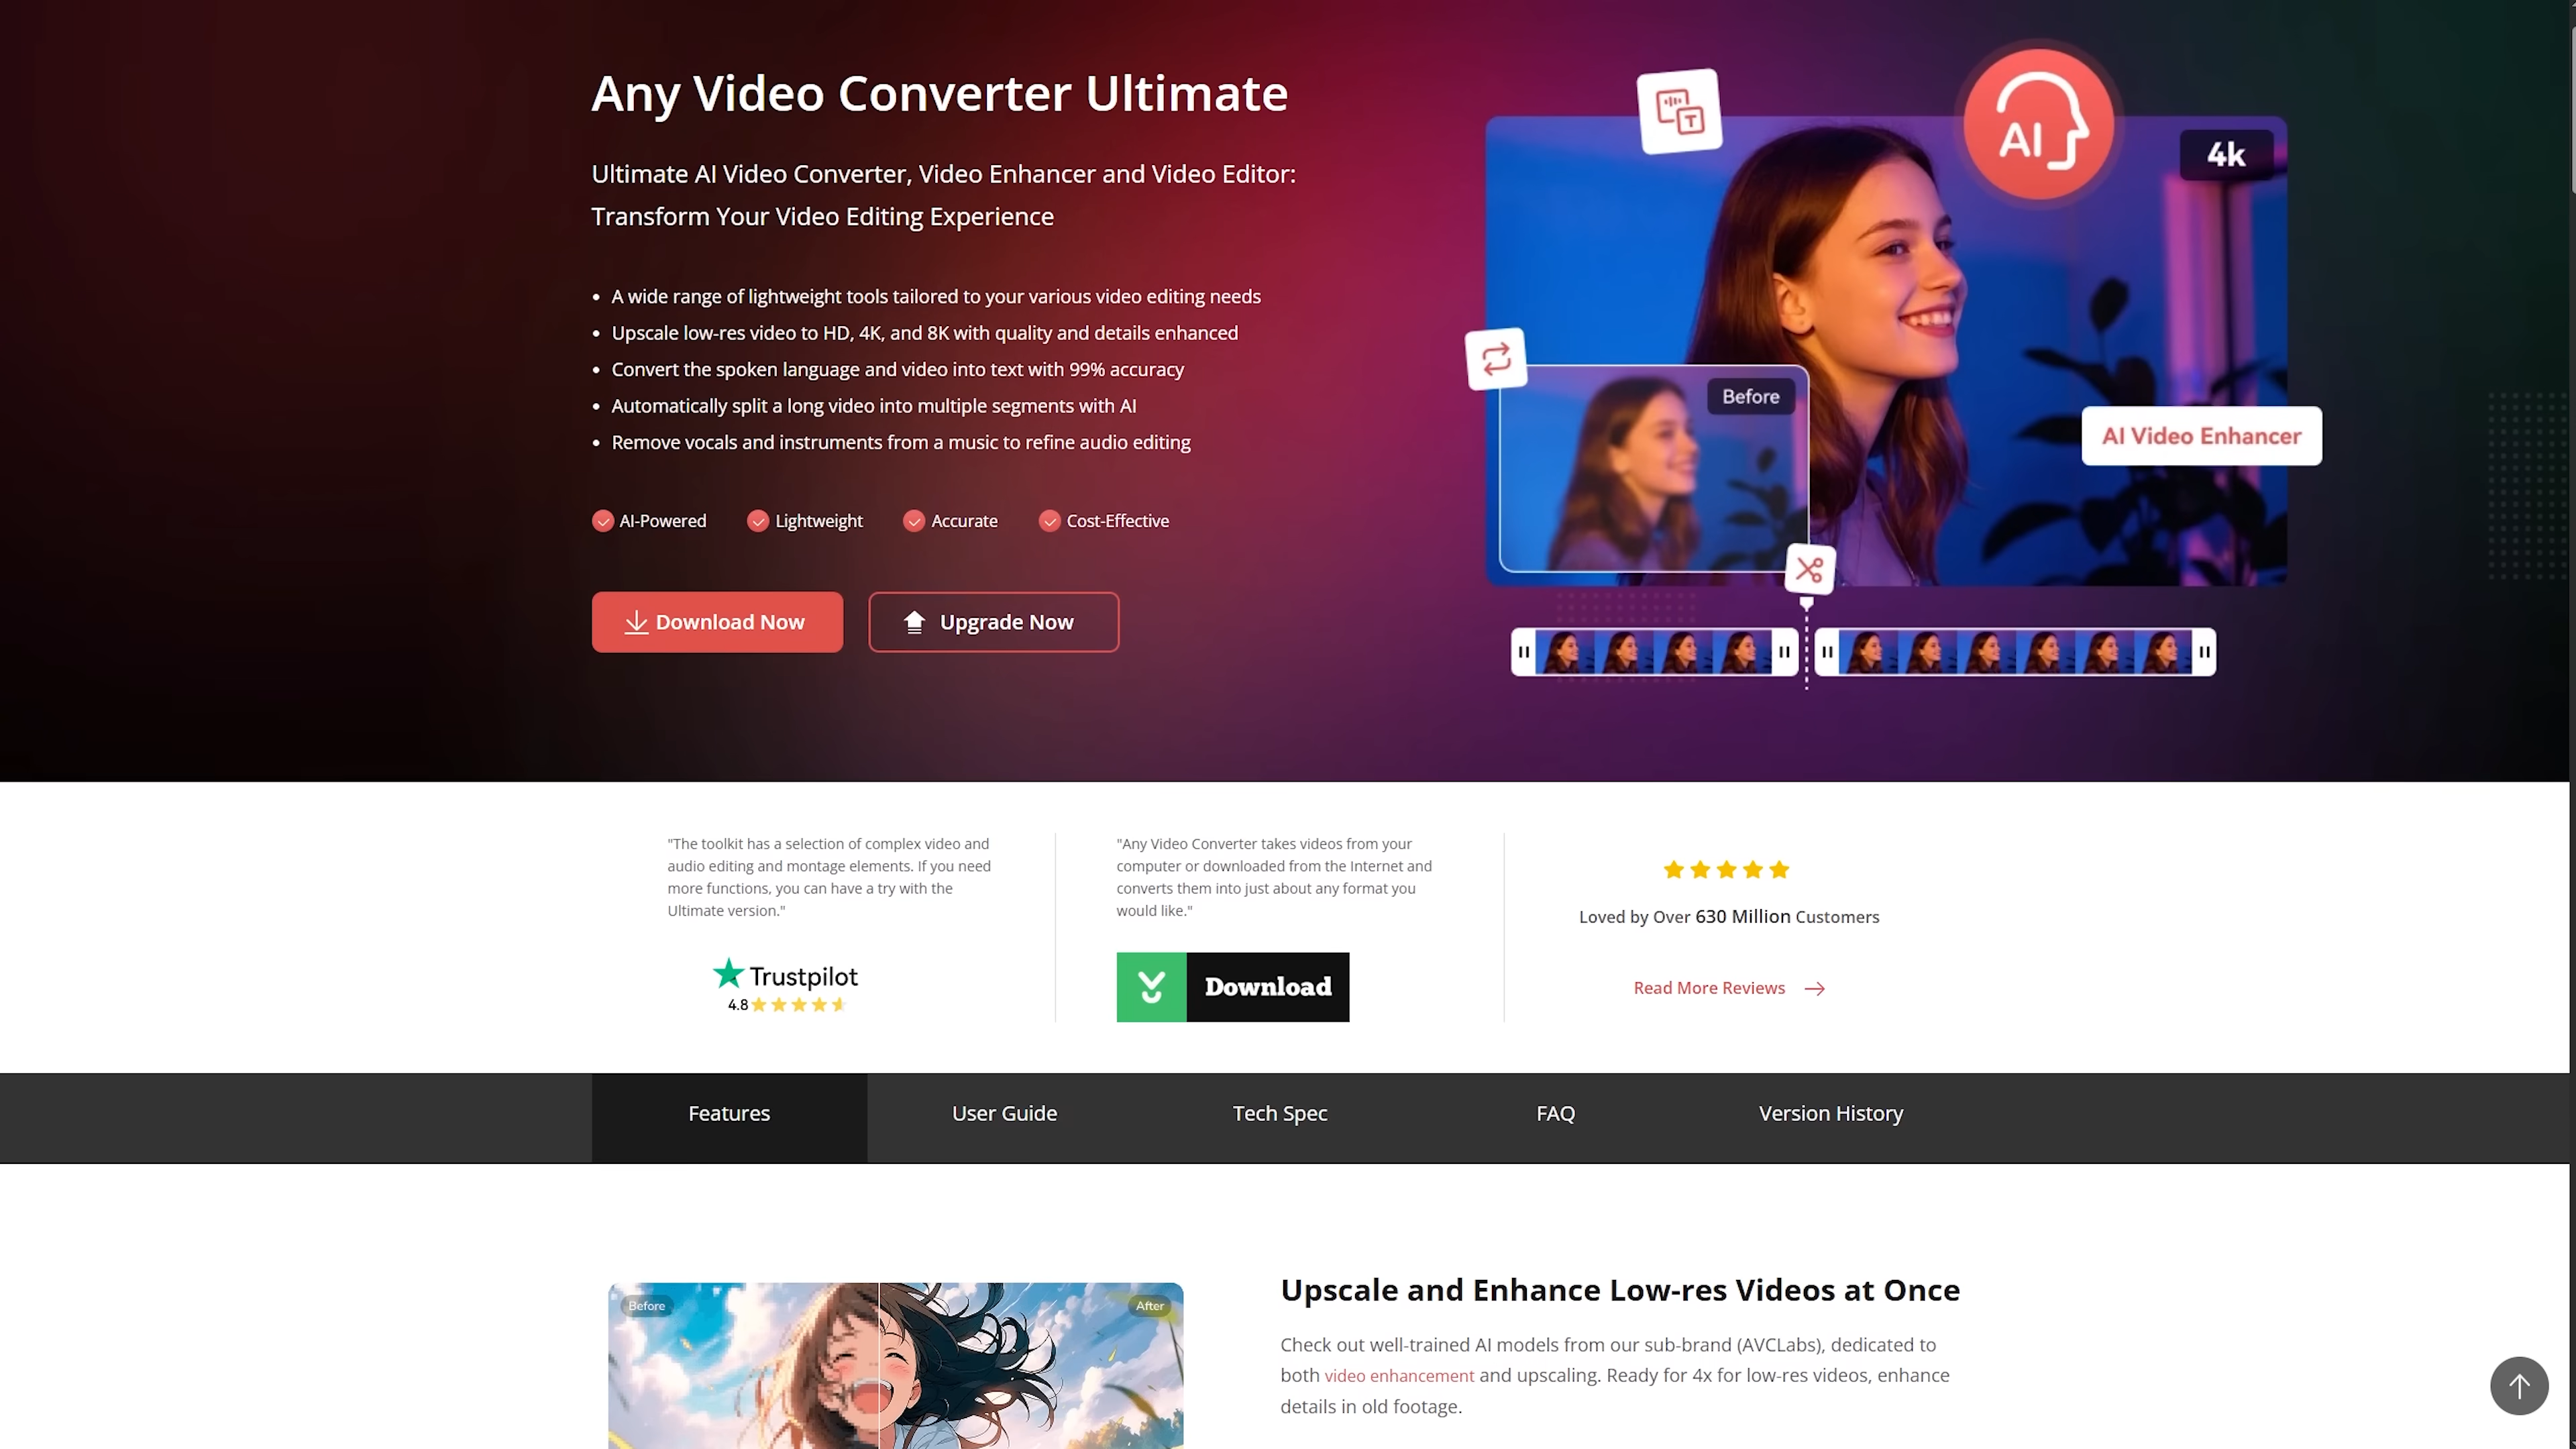 Any Video Converter Ultimate
Ultimate AI Video Converter, Video Enhancer and Video Editor:
Transform Your Video Editing Experience
• A wide range of lightweight tools tailored to your various video editing needs
• Upscale low-res video to HD, 4K, and 8K with quality and details enhanced
• Convert the spoken language and video into text with 99% accuracy
• Automatically split a long video into multiple segments with AI
• Remove vocals and instruments from a music to refine audio editing
AI-Powered
Lightweight
Accurate
Cost-Effective
Download Now
Upgrade Now
T
AI
4k
Before
AI Video Enhancer
"The toolkit has a selection of complex video and
audio editing and montage elements. If you need
more functions, you can have a try with the
Ultimate version."
Trustpilot
4.8
"Any Video Converter takes videos from your
computer or downloaded from the Internet and
converts them into just about any format you
would like."
Download
Loved by Over 630 Million Customers
Read More Reviews
Features
User Guide
Tech Spec
FAQ
Version History
Before
After
Upscale and Enhance Low-res Videos at Once
Check out well-trained AI models from our sub-brand (AVCLabs), dedicated to
both video enhancement and upscaling. Ready for 4x for low-res videos, enhance
details in old footage.